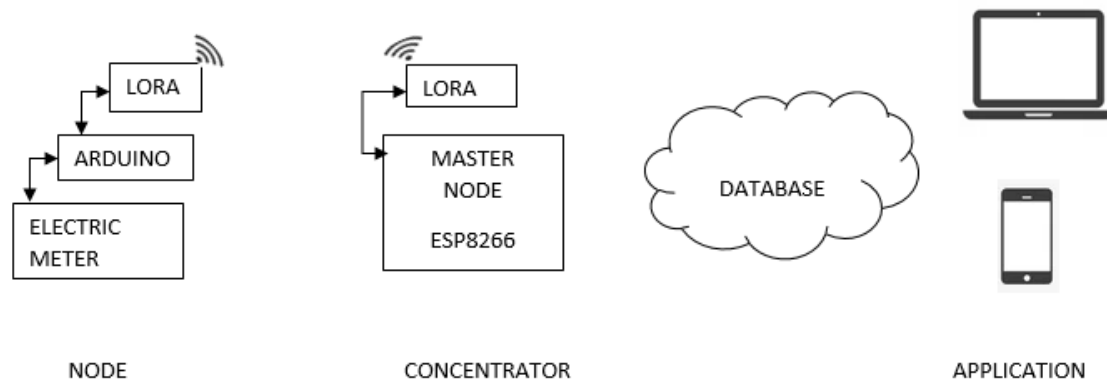 LORA
ARDUINO
ELECTRIC
METER
NODE
LORA
MASTER
NODE
ESP8266
CONCENTRATOR
DATABASE
APPLICATION